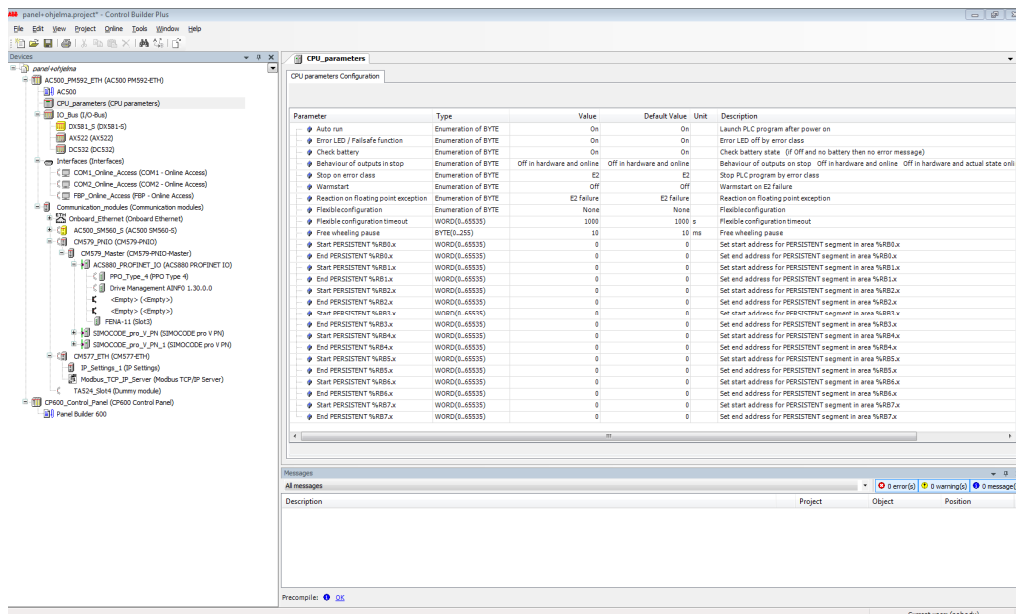 ABB panel+ohjelma.project* - Control Builder Plus
File Edit View Project Online Tools Window Help
Devices
panel+ohjelma
AC500_PM592_ETH (AC500 PM592-ETH)
AC500
CPU_parameters (CPU parameters)
IO_Bus (I/O-Bus)
DX581_S (DX581-S)
AX522 (AX522)
DC532 (DC532)
Interfaces (Interfaces)
COM1_Online_Access (COM1 - Online Access)
COM2_Online_Access (COM2 - Online Access)
FBP_Online_Access (FBP - Online Access)
Communication_modules (Communication modules)
ETH Onboard_Ethernet (Onboard Ethernet)
AC500_SM560_S (AC500 SM560-S)
CM579_PNIO (CM579-PNIO)
CM579_Master (CM579-PNIO-Master)
ACS880_PROFINET_IO (ACS880 PROFINET IO)
PPO_Type_4 (PPO Type 4)
Drive Management AINFO 1.30.0.0
<Empty> (<Empty>)
<Empty> (<Empty>)
FENA-11 (Slot3)
SIMOCODE_pro_V_PN (SIMOCODE pro V PN)
SIMOCODE_pro_V_PN_1 (SIMOCODE pro V PN)
CM577_ETH (CM577-ETH)
IP_Settings_1 (IP Settings)
Modbus_TCP_IP_Server (Modbus TCP/IP Server)
TA524_Slot4 (Dummy module)
CP600_Control_Panel (CP600 Control Panel)
Panel Builder 600
CPU_parameters
CPU parameters Configuration
Parameter Type Value Default Value Unit Description
Auto run Enumeration of BYTE On On Launch PLC program after power on
Error LED / Failsafe function Enumeration of BYTE On On Error LED off by error class
Check battery Enumeration of BYTE On On Check battery state (if Off and no battery then no error message)
Behaviour of outputs in stop Enumeration of BYTE Off in hardware and online Off in hardware and online Behaviour of outputs on stop Off in hardware and online Off in hardware and actual state onli
Stop on error class Enumeration of BYTE E2 E2 Stop PLC program by error class
Warmstart Enumeration of BYTE Off Off Warmstart on E2 failure
Reaction on floating point exception Enumeration of BYTE E2 failure E2 failure Reaction on floating point exception
Flexibleconfiguration Enumeration of BYTE None None Flexibleconfiguration
Flexible configuration timeout WORD(0..65535) 1000 1000 s Flexible configuration timeout
Free wheeling pause BYTE(0..255) 10 10 ms Free wheeling pause
Start PERSISTENT %RB0.x WORD(0..65535) 0 0 Set start address for PERSISTENT segment in area %RB0.x
End PERSISTENT %RB0.x WORD(0..65535) 0 0 Set end address for PERSISTENT segment in area %RB0.x
Start PERSISTENT %RB1.x WORD(0..65535) 0 0 Set start address for PERSISTENT segment in area %RB1.x
End PERSISTENT %RB1.x WORD(0..65535) 0 0 Set end address for PERSISTENT segment in area %RB1.x
Start PERSISTENT %RB2.x WORD(0..65535) 0 0 Set start address for PERSISTENT segment in area %RB2.x
End PERSISTENT %RB2.x WORD(0..65535) 0 0 Set end address for PERSISTENT segment in area %RB2.x
Start PERSISTENT %RB3.x WORD(0..65535) 0 0 Set start address for PERSISTENT segment in area %RB3.x
End PERSISTENT %RB3.x WORD(0..65535) 0 0 Set end address for PERSISTENT segment in area %RB3.x
Start PERSISTENT %RB4.x WORD(0..65535) 0 0 Set start address for PERSISTENT segment in area %RB4.x
End PERSISTENT %RB4.x WORD(0..65535) 0 0 Set end address for PERSISTENT segment in area %RB4.x
Start PERSISTENT %RB5.x WORD(0..65535) 0 0 Set start address for PERSISTENT segment in area %RB5.x
End PERSISTENT %RB5.x WORD(0..65535) 0 0 Set end address for PERSISTENT segment in area %RB5.x
Start PERSISTENT %RB6.x WORD(0..65535) 0 0 Set start address for PERSISTENT segment in area %RB6.x
End PERSISTENT %RB6.x WORD(0..65535) 0 0 Set end address for PERSISTENT segment in area %RB6.x
Start PERSISTENT %RB7.x WORD(0..65535) 0 0 Set start address for PERSISTENT segment in area %RB7.x
End PERSISTENT %RB7.x WORD(0..65535) 0 0 Set end address for PERSISTENT segment in area %RB7.x
Messages
All messages 0 error(s) 0 warning(s) 0 message(
Description Project Object Position
Precompile: OK
Current user: (nobody)